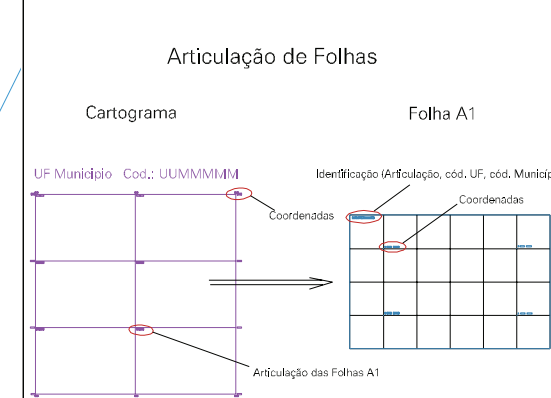 Articulação de Folhas
Cartograma
Folha A1
UF Municipio Cod.: UUMMMMM
Identificação (Articulação, cód. UF, cód. Municíp
Coordenadas
Coordenadas
Articulação das Folhas A1